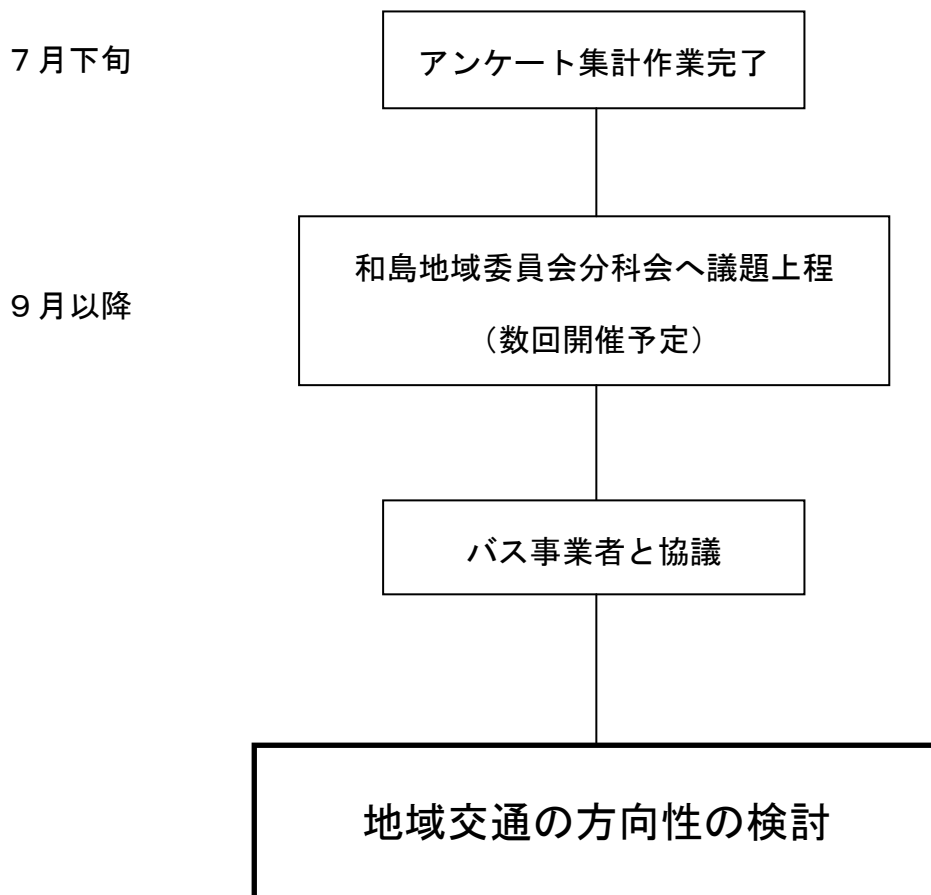 ７月下旬
アンケート集計作業完了
９月以降
和島地域委員会分科会へ議題上程
（数回開催予定）
バス事業者と協議
地域交通の方向性の検討